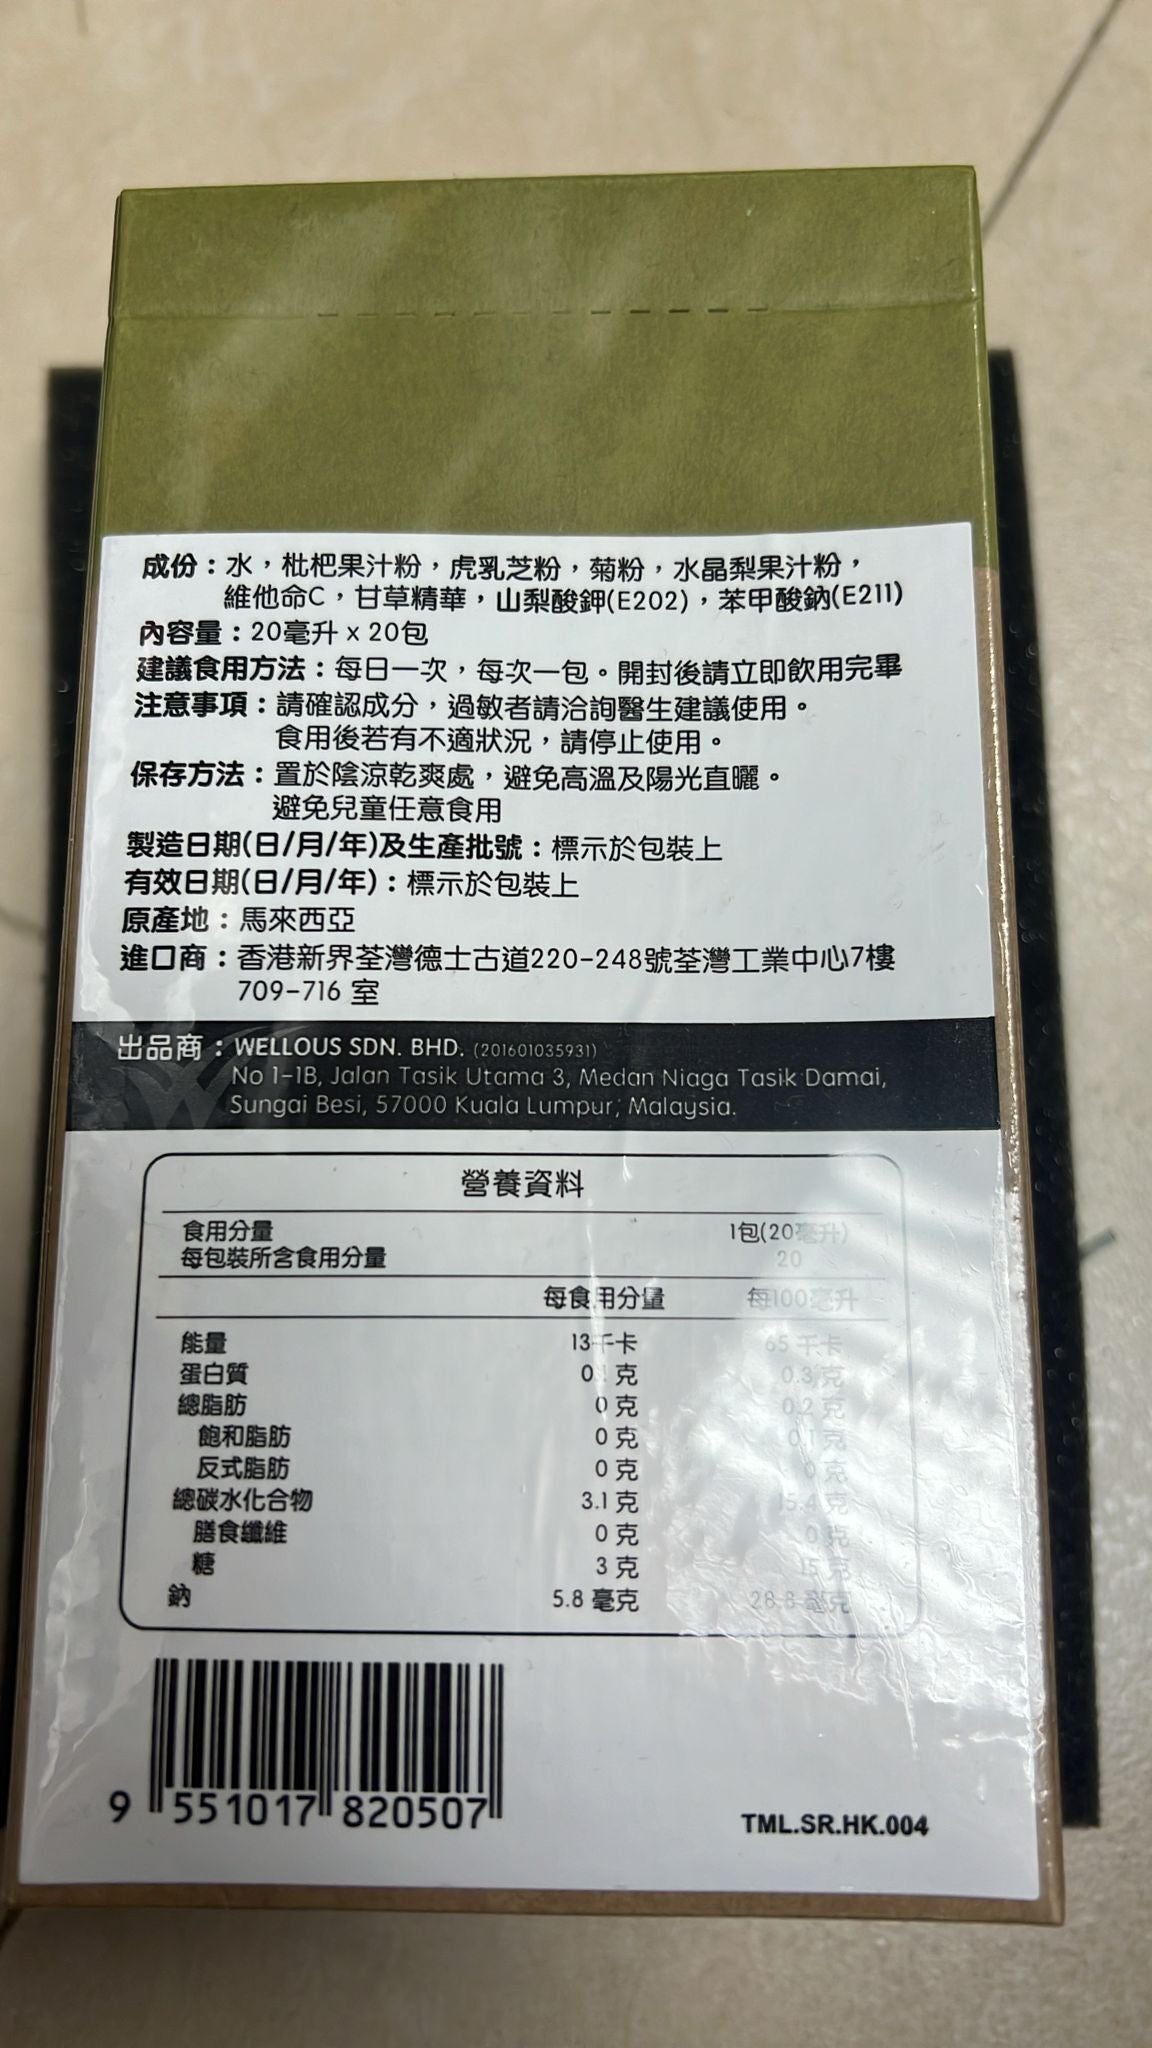 成份：水，枇杷果汁粉，虎乳芝粉，菊粉，水晶梨果汁粉，
維他命C，甘草精華，山梨酸鉀(E202)，苯甲酸鈉(E211)
內容量：20毫升 x 20包
建議食用方法：每日一次，每次一包。開封後請立即飲用完畢
注意事項：請確認成分，過敏者請洽詢醫生建議使用。
食用後若有不適狀況，請停止使用。
保存方法：置於陰涼乾爽處，避免高溫及陽光直曬。
避免兒童任意食用
製造日期(日/月/年)及生產批號：標示於包裝上
有效日期(日/月/年)：標示於包裝上
原產地：馬來西亞
進口商：香港新界荃灣德士古道220-248號荃灣工業中心7樓
709-716 室
出品商：WELLOUS SDN. BHD. (201601035931)
No 1-1B, Jalan Tasik Utama 3, Medan Niaga Tasik Damai,
Sungai Besi, 57000 Kuala Lumpur, Malaysia.
營養資料
食用分量 1包(20毫升)
每包裝所含食用分量 20
每食用分量 每100毫升
能量 13千卡 65 千卡
蛋白質 克 0.3 克
總脂肪 0 克 0.2 克
飽和脂肪 0 克 0.1 克
反式脂肪 0 克 0 克
總碳水化合物 3.1 克 15.4 克
膳食纖維 0 克 0 克
糖 3 克 15 克
鈉 5.8 毫克 毫克
9 551017 820507
TML.SR.HK.004